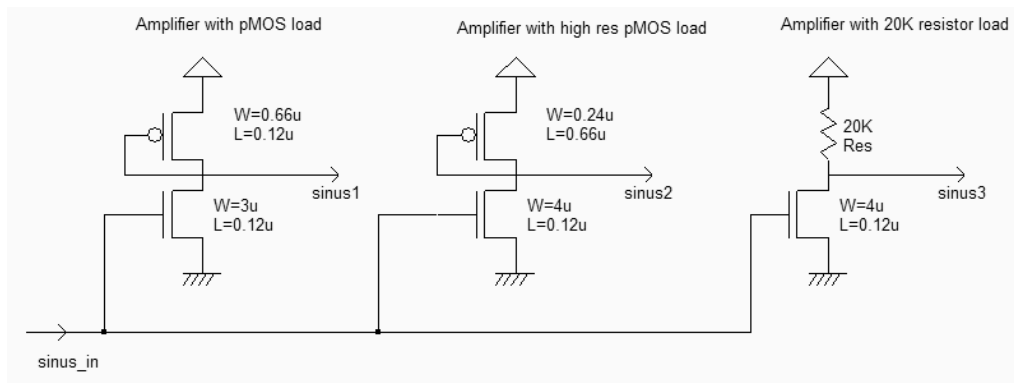 Amplifier with pMOS load
Amplifier with high res pMOS load
Amplifier with 20K resistor load
W=0.66u
L=0.12u
W=0.24u
L=0.66u
20K
Res
sinus1
sinus2
sinus3
W=3u
L=0.12u
W=4u
L=0.12u
W=4u
L=0.12u
sinus_in